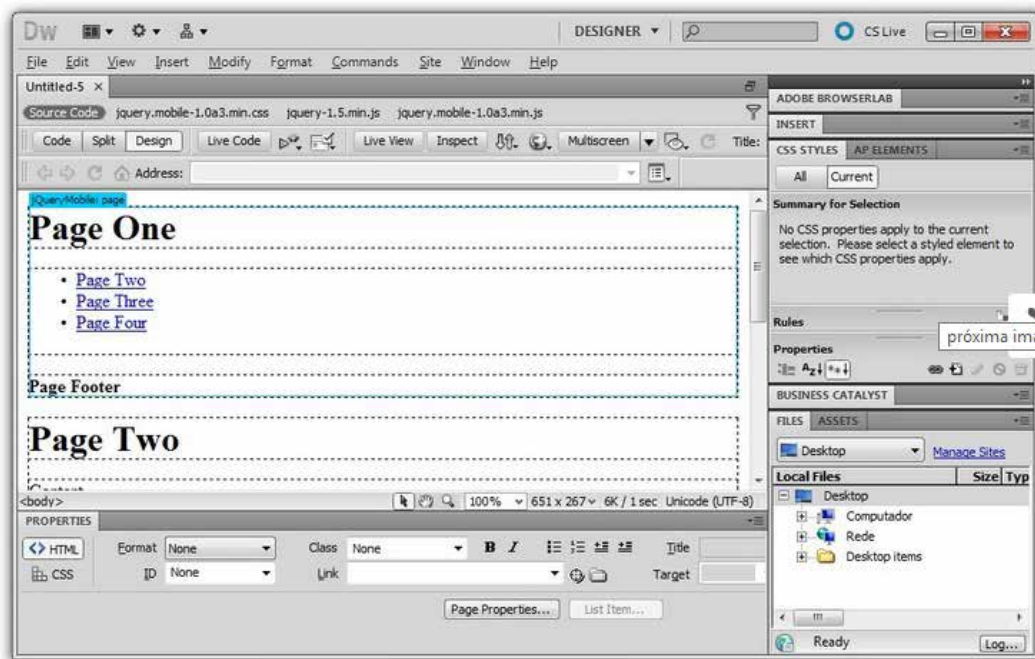 Dw DESIGNER CS Live
File Edit View Insert Modify Format Commands Site Window Help
Untitled-5
Source Code jquery.mobile-1.0a3.min.css jquery-1.5.min.js jquery.mobile-1.0a3.min.js
Code Split Design Live Code Live View Inspect Multiscreen Title:
Address:
jQueryMobile: page
Page One
• Page Two
• Page Three
• Page Four
Page Footer
Page Two
Content
<body> 100% 651 x 267 6K / 1 sec Unicode (UTF-8)
PROPERTIES
HTML Format None Class None B I Title
CSS ID None Link Target
Page Properties... List Item...
ADOBE BROWSERLAB
INSERT
CSS STYLES AP ELEMENTS
All Current
Summary for Selection
No CSS properties apply to the current
selection. Please select a styled element to
see which CSS properties apply.
Rules
próxima ima
Properties
BUSINESS CATALYST
FILES ASSETS
Desktop Manage Sites
Local Files Size Typ
Desktop
Computador
Rede
Desktop items
Ready Log...